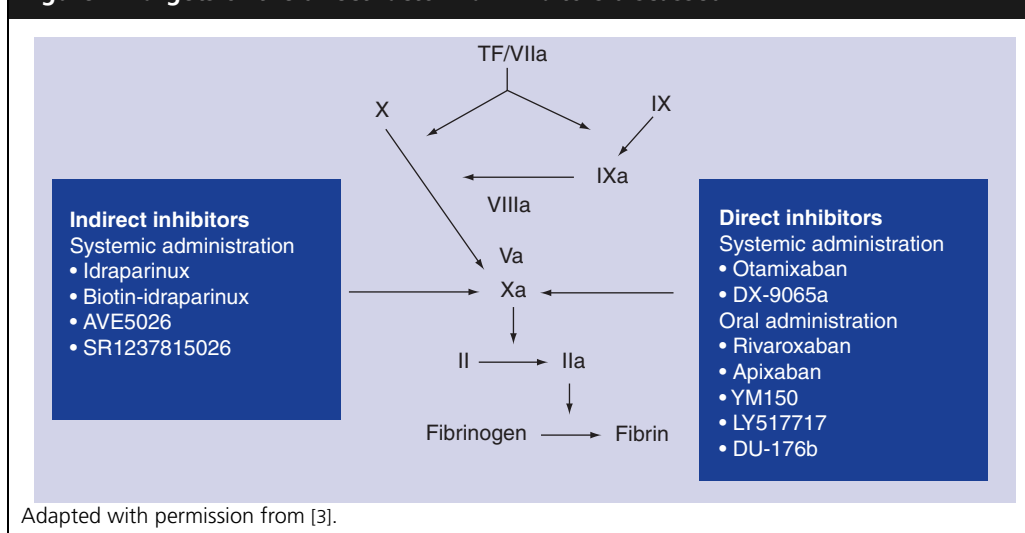 TF/VIIa
X
IX
IXa
VIIIa
Indirect inhibitors
Systemic administration
• Idraparinux
• Biotin-idraparinux
• AVE5026
• SR1237815026
Va
Xa
II
IIa
Fibrinogen
Fibrin
Direct inhibitors
Systemic administration
• Otamixaban
• DX-9065a
Oral administration
• Rivaroxaban
• Apixaban
• YM150
• LY517717
• DU-176b
Adapted with permission from [3].